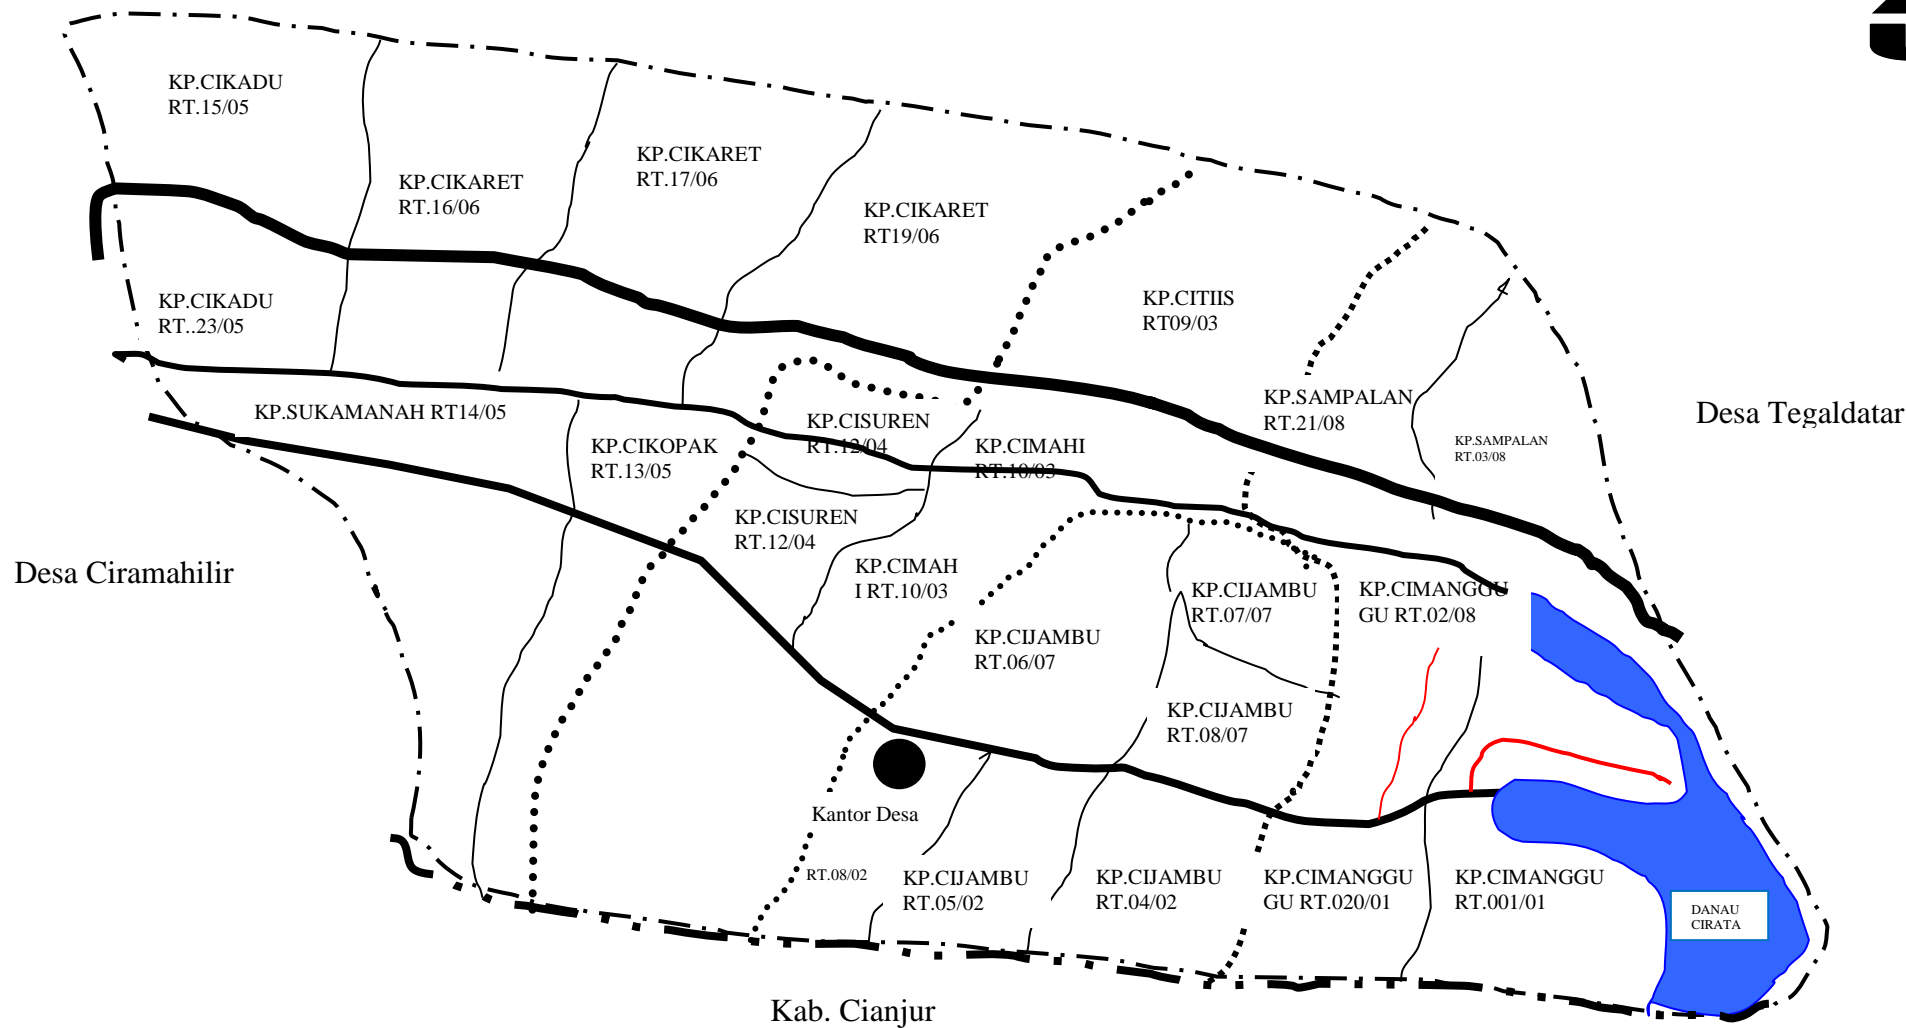 KP.CIKADU
RT.15/05
KP.CIKARET
RT.16/06
KP.CIKARET
RT.17/06
KP.CIKARET
RT19/06
KP.CITIIS
RT09/03
KP.CIKADU
RT..23/05
KP.SUKAMANAH RT14/05
KP.CIKOPAK
RT.13/05
KP.CISUREN
RT.12/04
KP.CIMAHI
RT.10/03
KP.SAMPALAN
RT.21/08
KP.SAMPALAN
RT.03/08
Desa Tegaldatar
Desa Ciramahilir
KP.CISUREN
RT.12/04
KP.CIMAH
I RT.10/03
KP.CIJAMBU
RT.06/07
KP.CIJAMBU
RT.07/07
KP.CIMANGGU
GU RT.02/08
KP.CIJAMBU
RT.08/07
Kantor Desa
RT.08/02
KP.CIJAMBU
RT.05/02
KP.CIJAMBU
RT.04/02
KP.CIMANGGU
GU RT.020/01
KP.CIMANGGU
RT.001/01
DANAU
CIRATA
Kab. Cianjur